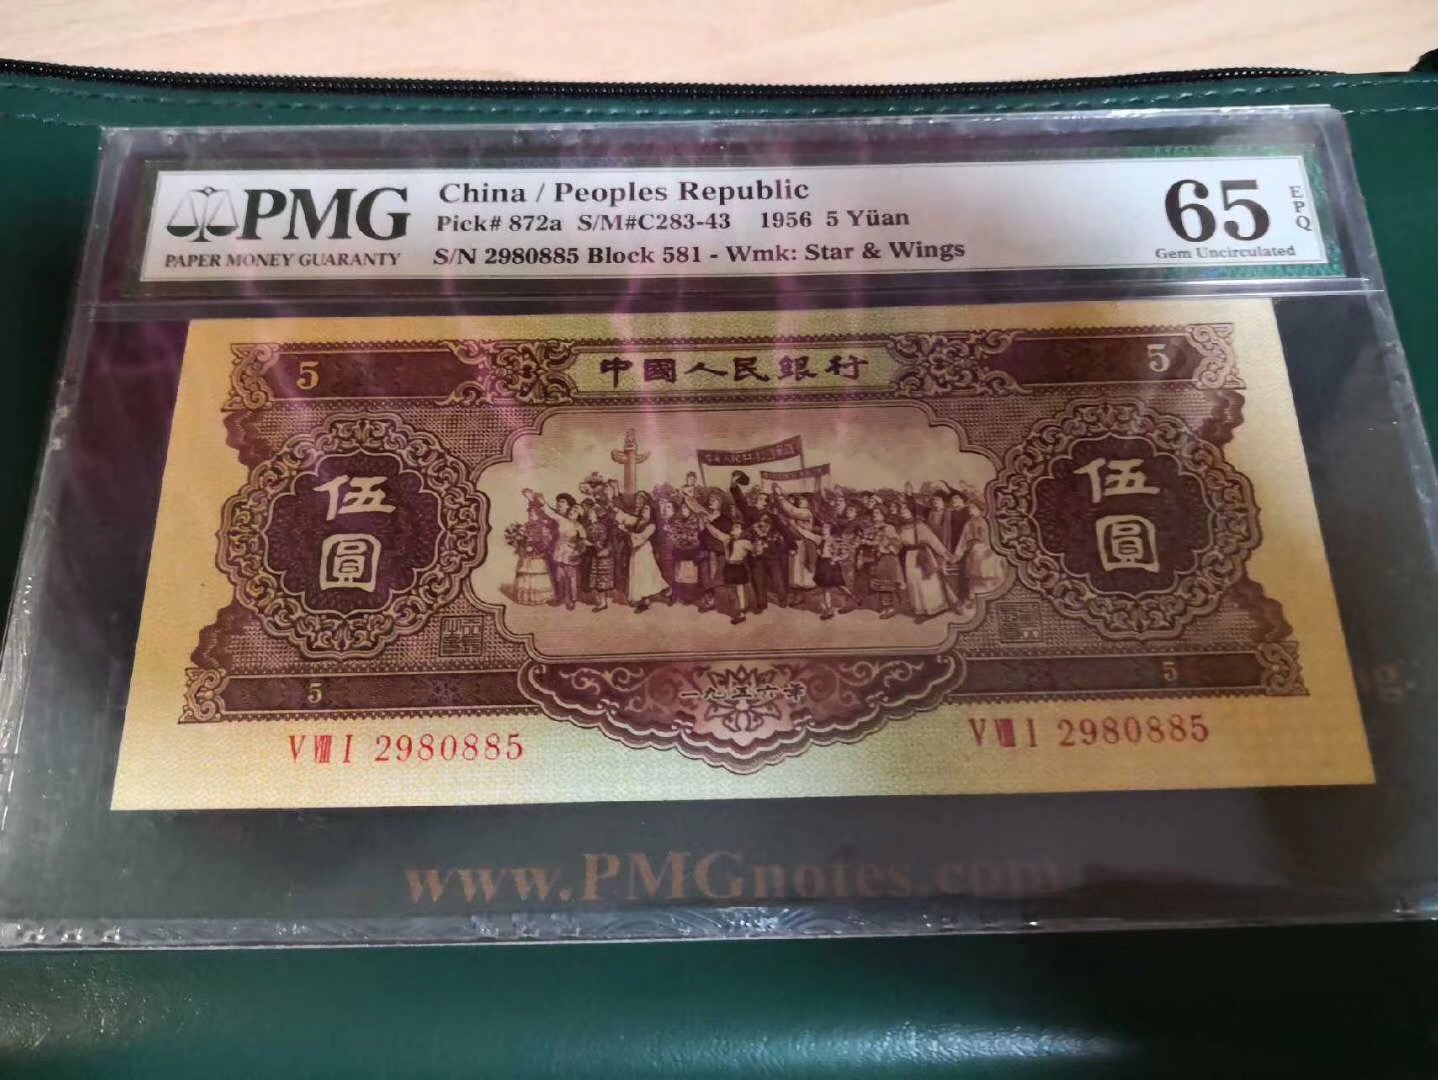 PMG
PAPER MONEY GUARANTY
China / Peoples Republic
Pick# 872a S/M#C283-43 1956 5 Yüan
S/N 2980885 Block 581 - Wmk: Star & Wings
65
EPQ
Gem Uncirculated
5 中國人民銀行 5
伍圓 伍圓
5 一九五六年 5
V VIII I 2980885 V VIII I 2980885
www.PMGnotes.com